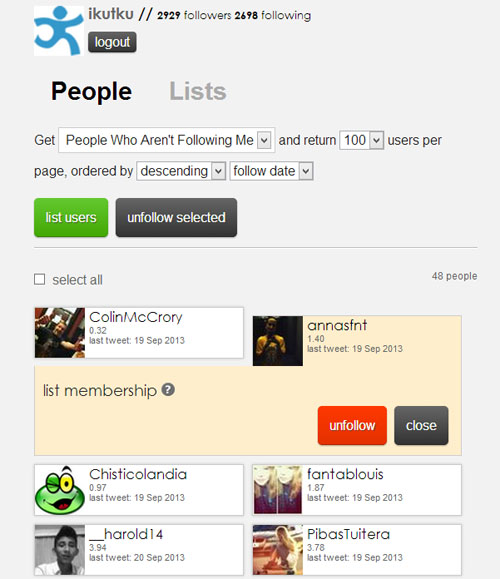 ikutku // 2929 followers 2698 following
logout
People Lists
Get People Who Aren't Following Me and return 100 users per
page, ordered by descending follow date
list users unfollow selected
select all
48 people
ColinMcCrory
0.32
last tweet: 19 Sep 2013
annasfnt
1.40
last tweet: 19 Sep 2013
list membership ?
unfollow close
Chisticolandia
0.97
last tweet: 19 Sep 2013
fantablouis
1.87
last tweet: 19 Sep 2013
__harold14
3.94
last tweet: 20 Sep 2013
PibasTuitera
3.78
last tweet: 19 Sep 2013